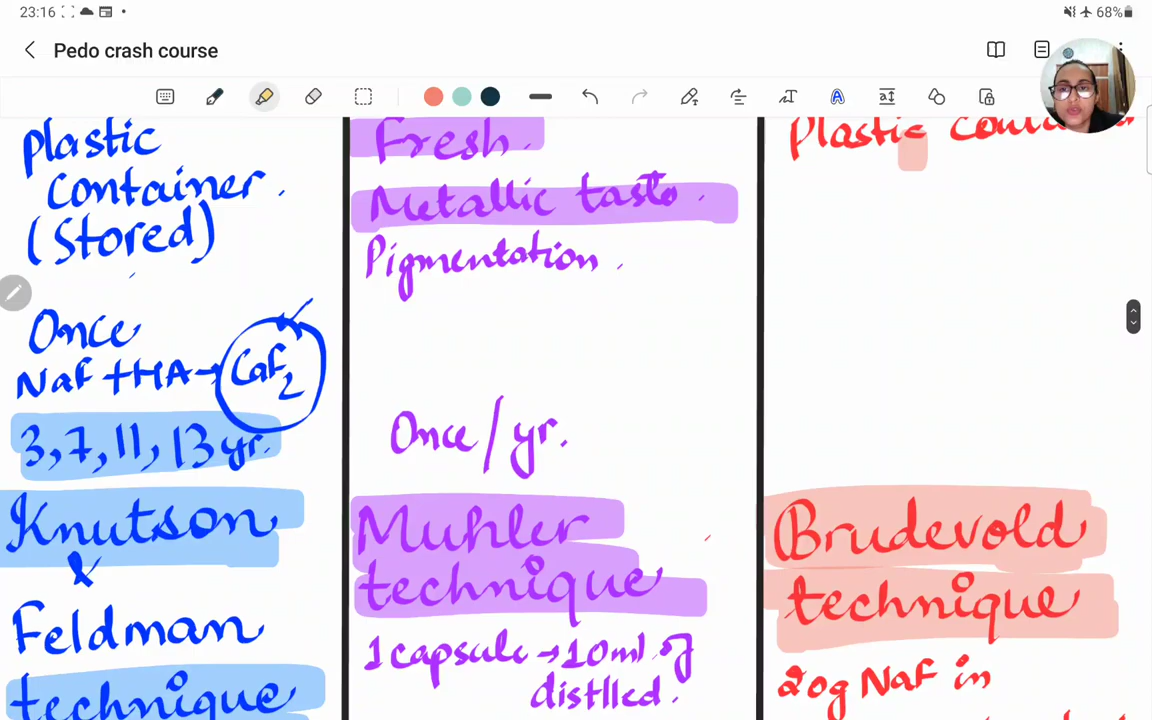 23:16
68%
Pedo crash course
plastic
container.
(Stored)
Once
NaF + HA → CaF2
3, 7, 11, 13 yr.
Knutson
&
Feldman
technique
Fresh.
Metallic taste.
Pigmentation.
Once / yr.
Muhler
technique
1 capsule → 10ml of
distlled.
Plastic
Brudevold
technique
20g NaF in